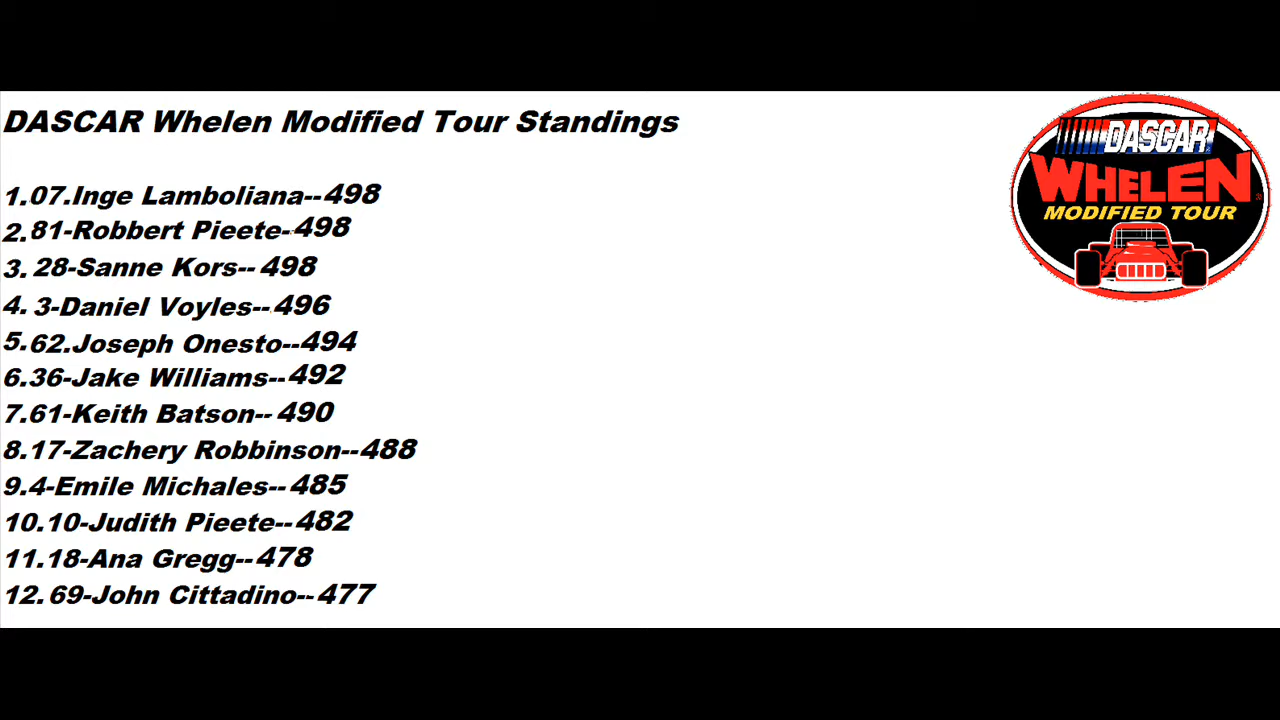 DASCAR Whelen Modified Tour Standings
DASCAR
WHELEN
MODIFIED TOUR
1.07.Inge Lamboliana--498
2.81-Robbert Pieete-498
3. 28-Sanne Kors--498
4. 3-Daniel Voyles--496
5.62.Joseph Onesto--494
6.36-Jake Williams--492
7.61-Keith Batson--490
8.17-Zachery Robbinson--488
9.4-Emile Michales--485
10.10-Judith Pieete--482
11.18-Ana Gregg--478
12.69-John Cittadino--477